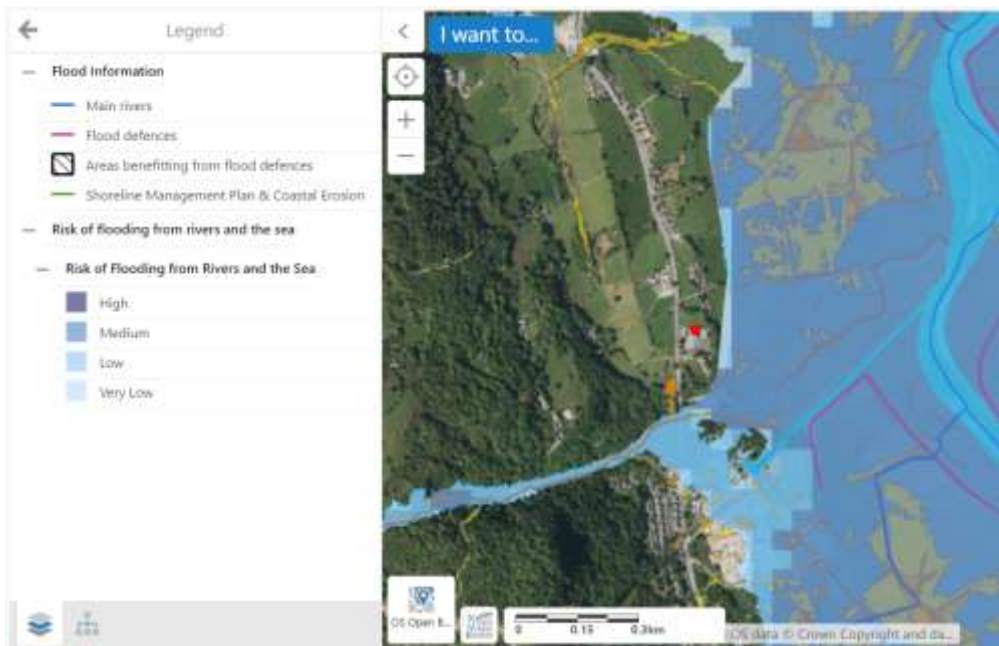 Legend
I want to...
Flood Information
Main rivers
Flood defences
Areas benefitting from flood defences
Shoreline Management Plan & Coastal Erosion
Risk of flooding from rivers and the sea
Risk of Flooding from Rivers and the Sea
High
Medium
Low
Very Low
OS Open B...
0 0.15 0.3km
OS data © Crown Copyright and da...